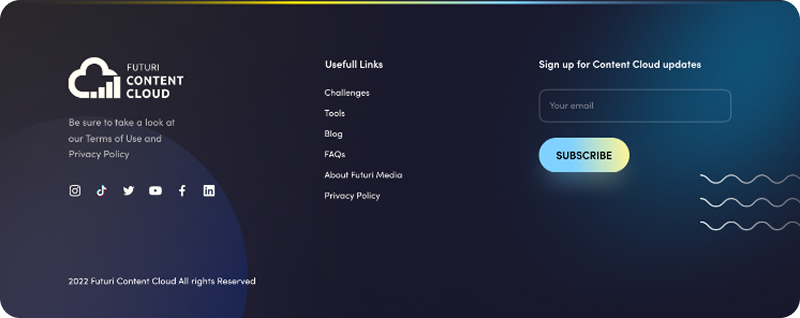 FUTURI
CONTENT
CLOUD
Be sure to take a look at
our Terms of Use and
Privacy Policy
2022 Futuri Content Cloud All rights Reserved
Usefull Links
Challenges
Tools
Blog
FAQs
About Futuri Media
Privacy Policy
Sign up for Content Cloud updates
Your email
SUBSCRIBE